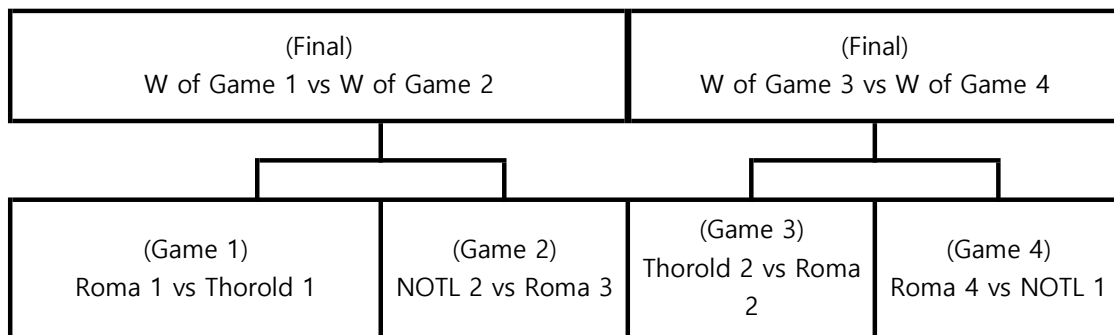 (Final)
W of Game 1 vs W of Game 2
(Final)
W of Game 3 vs W of Game 4
(Game 1)
Roma 1 vs Thorold 1
(Game 2)
NOTL 2 vs Roma 3
(Game 3)
Thorold 2 vs Roma
2
(Game 4)
Roma 4 vs NOTL 1